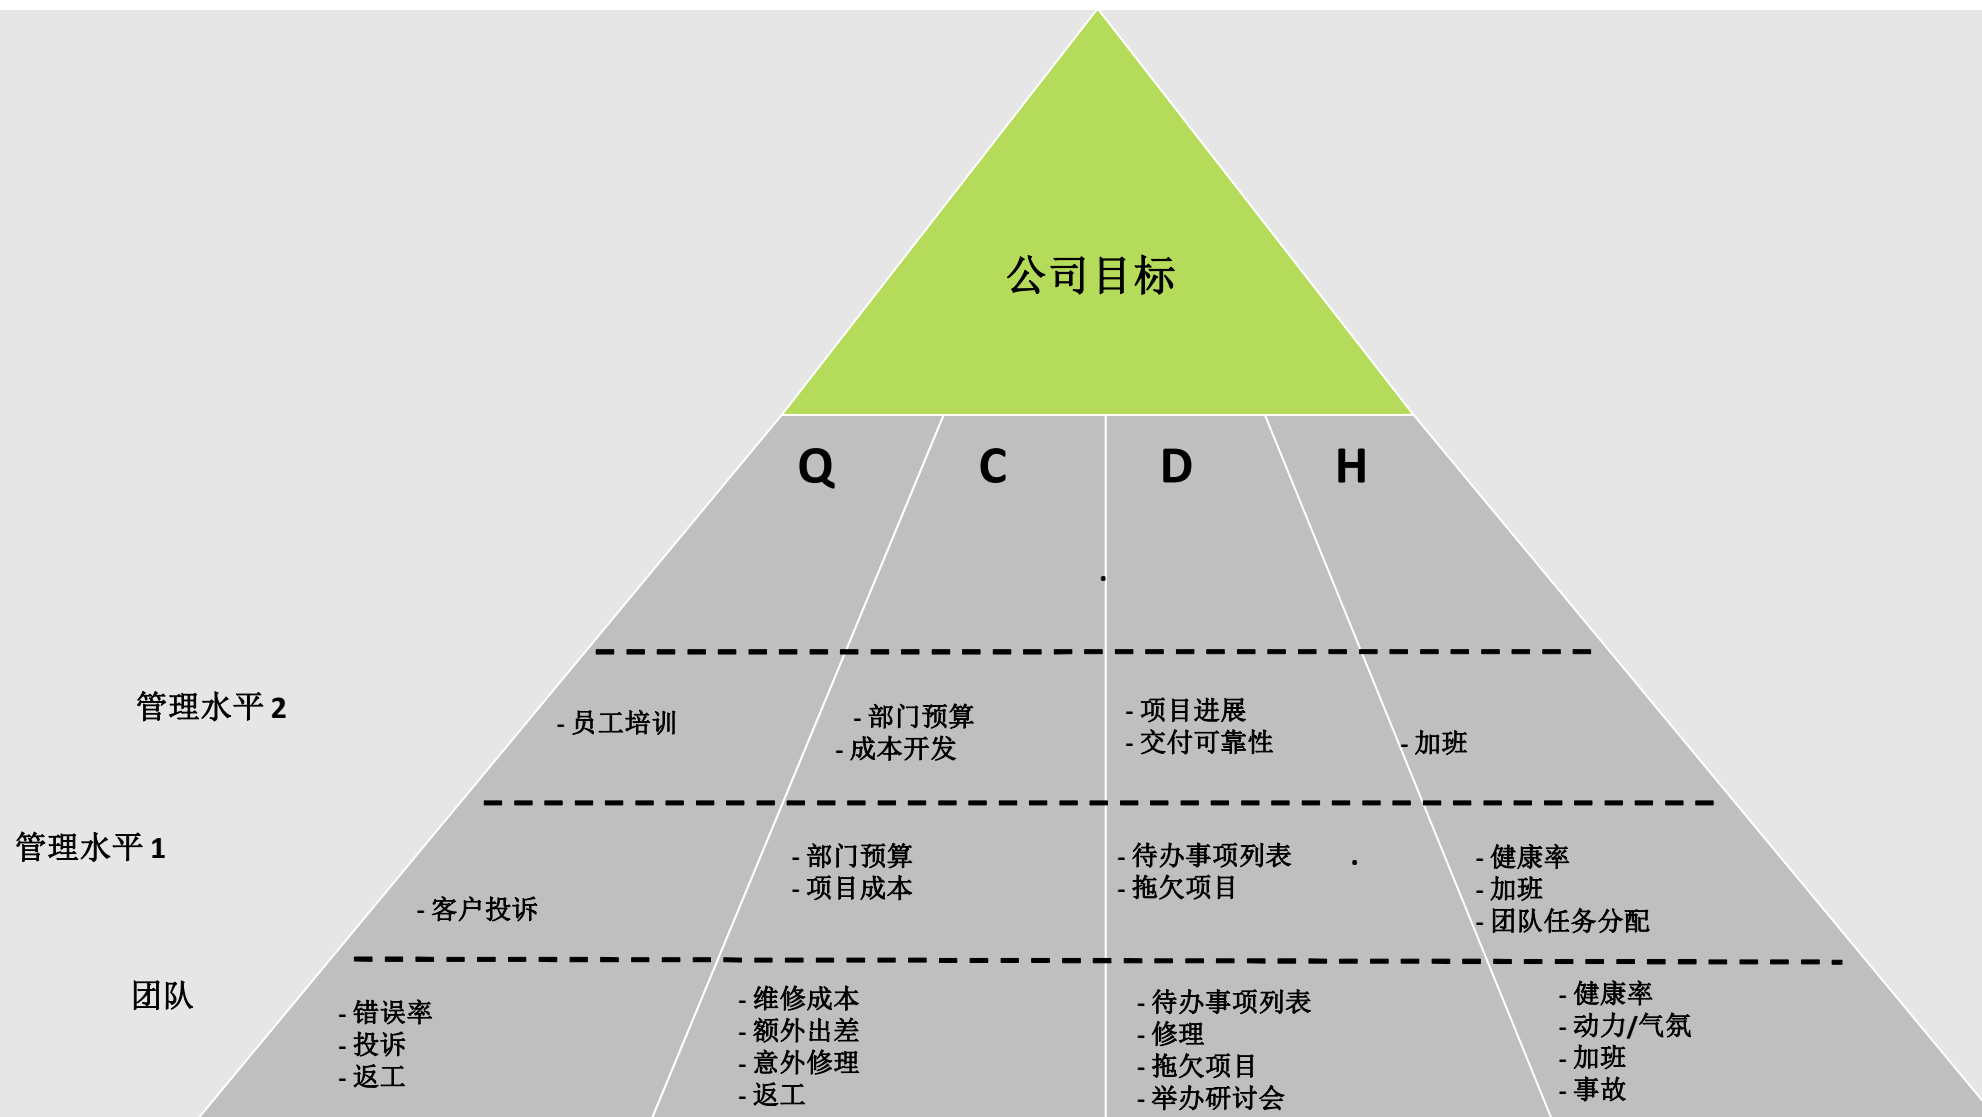 公司目标
Q
C
D
H
管理水平 2
- 员工培训
- 部门预算
- 成本开发
- 项目进展
- 交付可靠性
- 加班
管理水平 1
- 客户投诉
- 部门预算
- 项目成本
- 待办事项列表
- 拖欠项目
- 健康率
- 加班
- 团队任务分配
团队
- 错误率
- 投诉
- 返工
- 维修成本
- 额外出差
- 意外修理
- 返工
- 待办事项列表
- 修理
- 拖欠项目
- 举办研讨会
- 健康率
- 动力/气氛
- 加班
- 事故